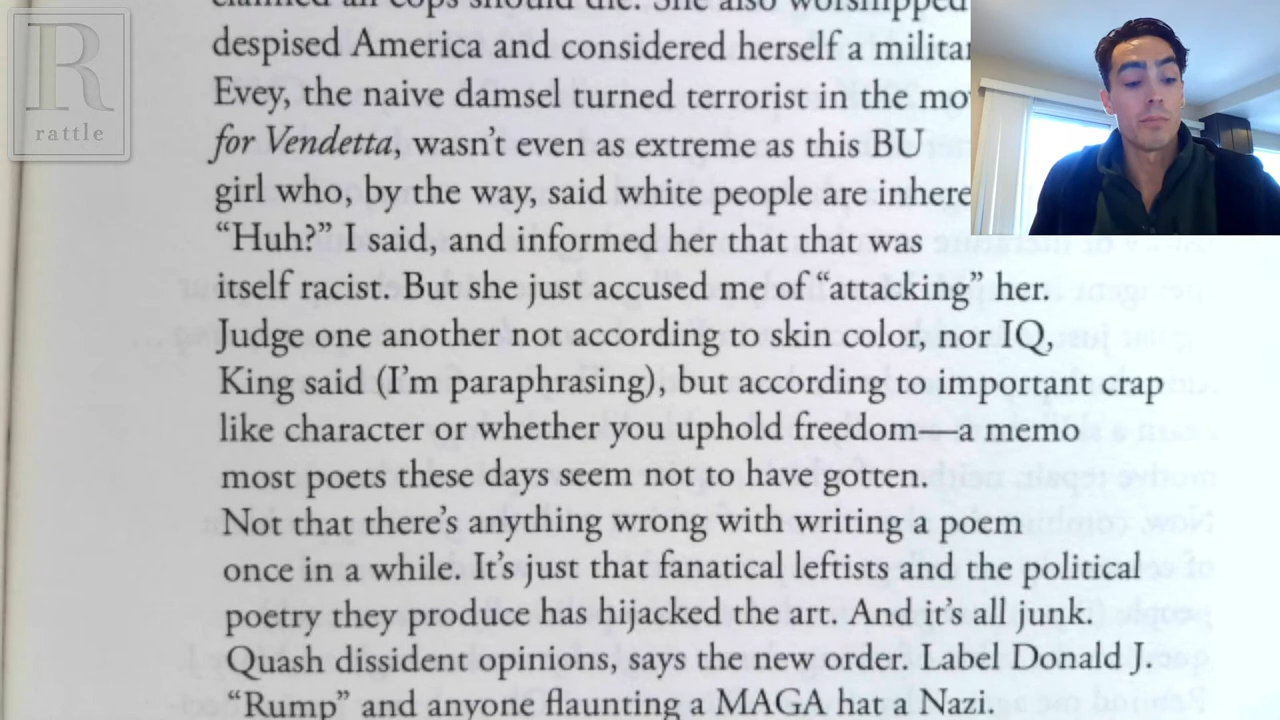 R
rattle
claimed all cops should die. She also worshipped
despised America and considered herself a
Evey, the naive damsel turned terrorist in the
for Vendetta, wasn't even as extreme as this BU
girl who, by the way, said white people are
“Huh?” I said, and informed her that that was
itself racist. But she just accused me of “attacking” her.
Judge one another not according to skin color, nor IQ,
King said (I'm paraphrasing), but according to important crap
like character or whether you uphold freedom—a memo
most poets these days seem not to have gotten.
Not that there's anything wrong with writing a poem
once in a while. It's just that fanatical leftists and the political
poetry they produce has hijacked the art. And it's all junk.
Quash dissident opinions, says the new order. Label Donald J.
“Rump” and anyone flaunting a MAGA hat a Nazi.